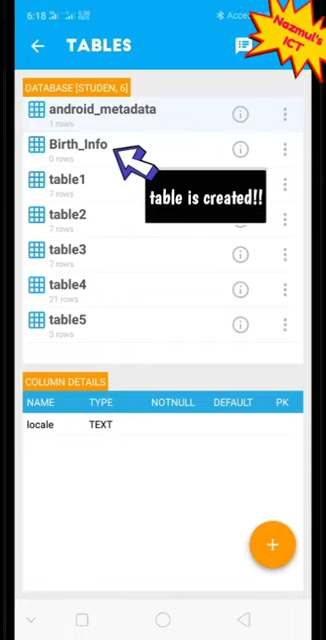 6:18
Nazmul's
ICT
TABLES
DATABASE [STUDEN, 6]
android_metadata
1 rows
Birth_Info
0 rows
table is created!!
table1
7 rows
table2
7 rows
table3
7 rows
table4
21 rows
table5
3 rows
COLUMN DETAILS
NAME TYPE NOTNULL DEFAULT PK
locale TEXT
+